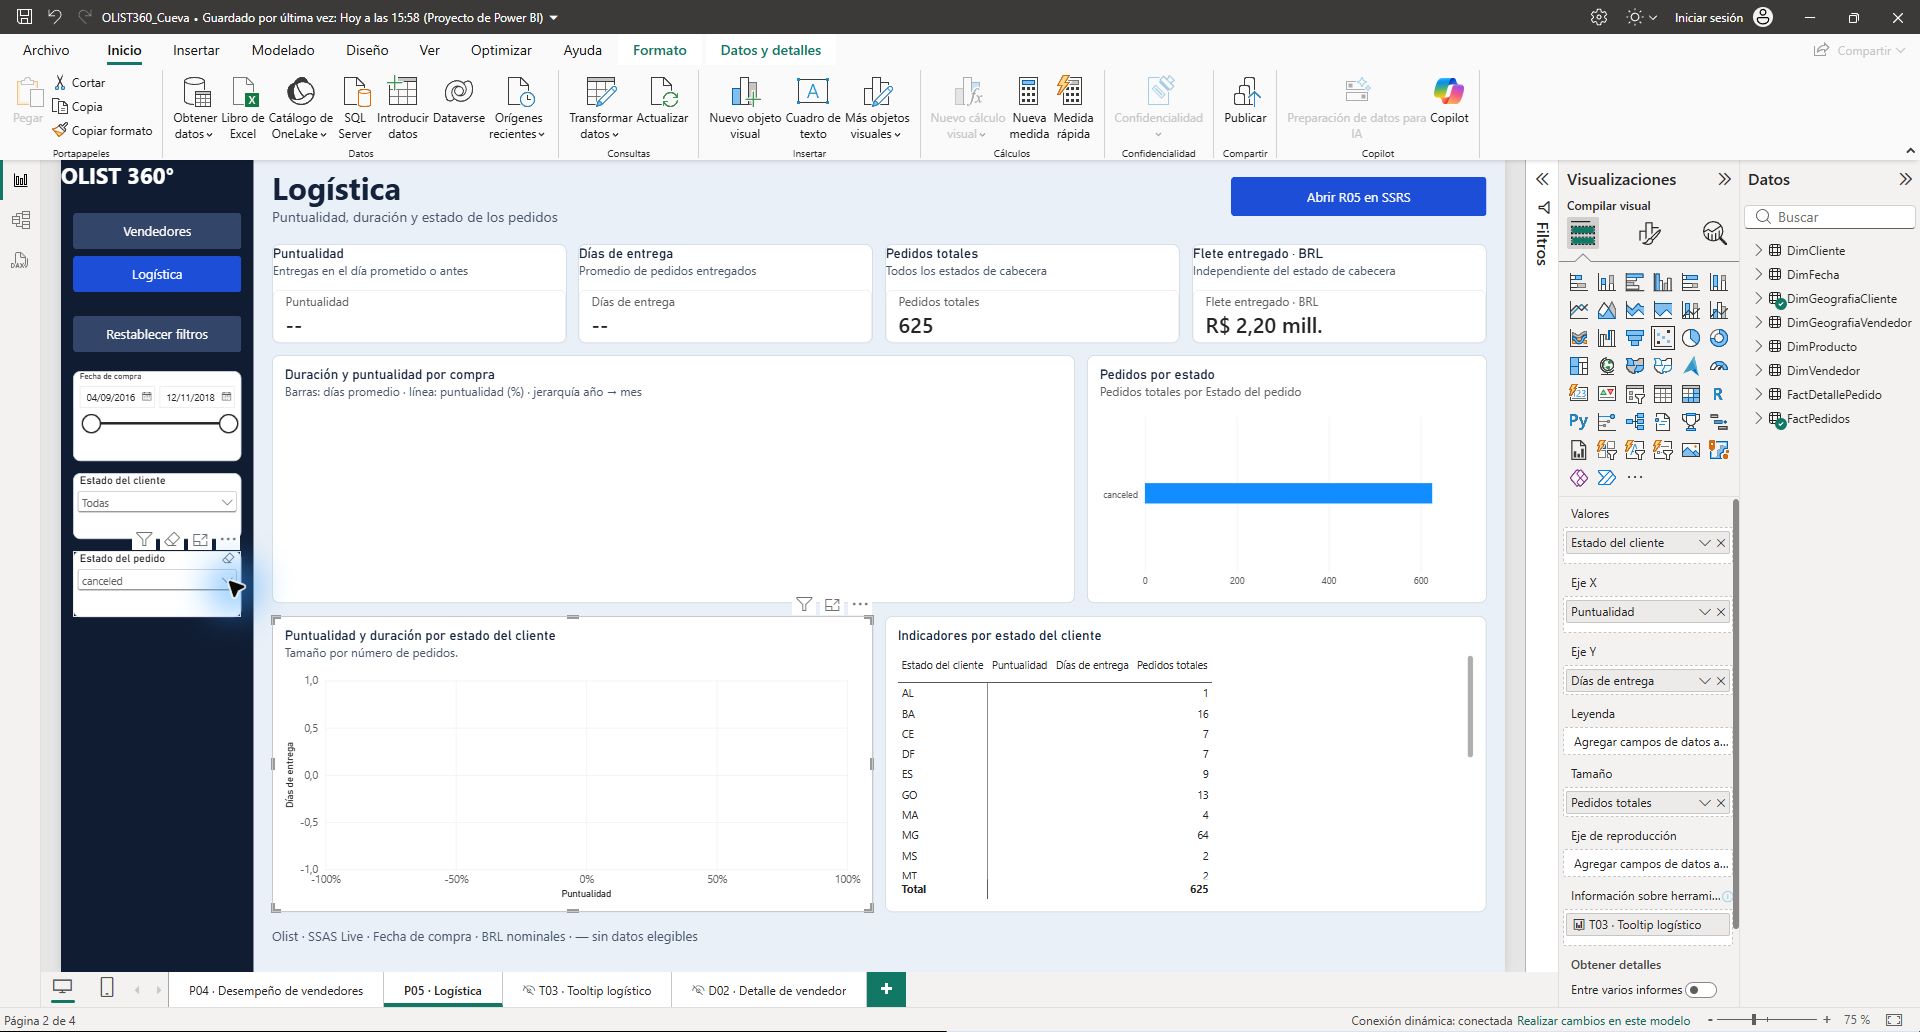 OLIST360_Cueva • Guardado por última vez: Hoy a las 15:58 (Proyecto de Power BI)
Iniciar sesión
Archivo
Inicio
Insertar
Modelado
Diseño
Ver
Optimizar
Ayuda
Formato
Datos y detalles
Compartir
Pegar
Cortar
Copia
Copiar formato
Portapapeles
Obtener datos
Libro de Excel
Catálogo de OneLake
SQL Server
Introducir datos
Dataverse
Orígenes recientes
Datos
Transformar datos
Actualizar
Consultas
Nuevo objeto visual
Cuadro de texto
Más objetos visuales
Insertar
Nuevo cálculo visual
Nueva medida
Medida rápida
Cálculos
Confidencialidad
Confidencialidad
Publicar
Compartir
Preparación de datos para IA
Copilot
Copilot
OLIST 360°
Vendedores
Logística
Restablecer filtros
Fecha de compra
04/09/2016
12/11/2018
Estado del cliente
Todas
Estado del pedido
canceled
Logística
Puntualidad, duración y estado de los pedidos
Abrir R05 en SSRS
Puntualidad
Entregas en el día prometido o antes
Puntualidad
--
Días de entrega
Promedio de pedidos entregados
Días de entrega
--
Pedidos totales
Todos los estados de cabecera
Pedidos totales
625
Flete entregado · BRL
Independiente del estado de cabecera
Flete entregado · BRL
R$ 2,20 mill.
Duración y puntualidad por compra
Barras: días promedio · línea: puntualidad (%) · jerarquía año → mes
Pedidos por estado
Pedidos totales por Estado del pedido
canceled
0 200 400 600
Puntualidad y duración por estado del cliente
Tamaño por número de pedidos.
1,0
0,5
0,0
-0,5
-1,0
Días de entrega
-100% -50% 0% 50% 100%
Puntualidad
Indicadores por estado del cliente
Estado del cliente Puntualidad Días de entrega Pedidos totales
AL 1
BA 16
CE 7
DF 7
ES 9
GO 13
MA 4
MG 64
MS 2
MT 2
Total 625
Olist · SSAS Live · Fecha de compra · BRL nominales · — sin datos elegibles
Filtros
Visualizaciones
Compilar visual
Valores
Estado del cliente
Eje X
Puntualidad
Eje Y
Días de entrega
Leyenda
Agregar campos de datos a...
Tamaño
Pedidos totales
Eje de reproducción
Agregar campos de datos a...
Información sobre herrami...
T03 · Tooltip logístico
Obtener detalles
Entre varios informes
Datos
Buscar
DimCliente
DimFecha
DimGeografiaCliente
DimGeografiaVendedor
DimProducto
DimVendedor
FactDetallePedido
FactPedidos
P04 · Desempeño de vendedores
P05 · Logística
T03 · Tooltip logístico
D02 · Detalle de vendedor
Página 2 de 4
Conexión dinámica: conectada Realizar cambios en este modelo
- + 75 %